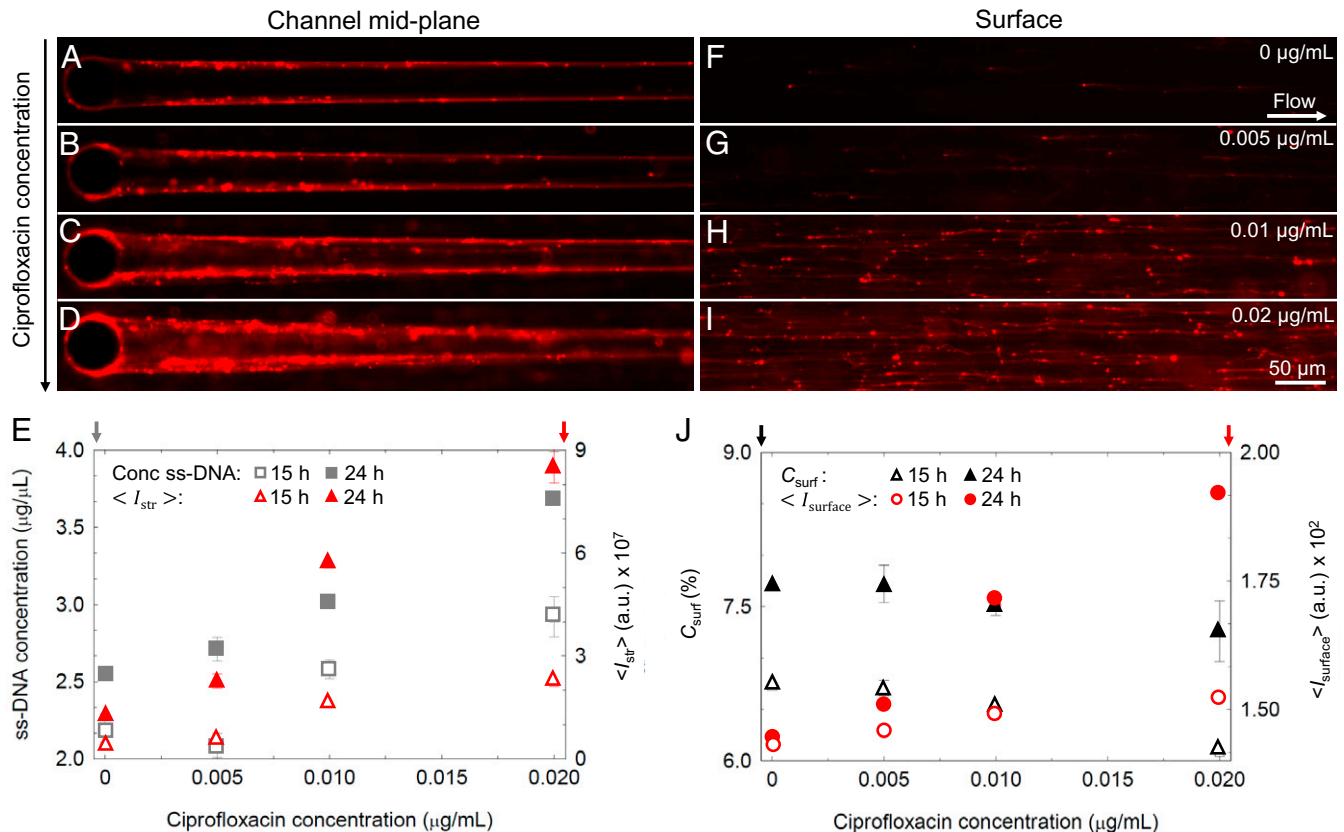 Channel mid-plane
Surface
Ciprofloxacin concentration
A
B
C
D
F
0 µg/mL
Flow
G
0.005 µg/mL
H
0.01 µg/mL
I
0.02 µg/mL
50 µm
E
ss-DNA concentration (µg/µL)
4.0
3.5
3.0
2.5
2.0
Conc ss-DNA: 15 h 24 h
< I_str >: 15 h 24 h
9
6
3
0
<I_str> (a.u.) x 10^7
0 0.005 0.010 0.015 0.020
Ciprofloxacin concentration (µg/mL)
J
C_surf (%)
9.0
7.5
6.0
C_surf : 15 h 24 h
< I_surface >: 15 h 24 h
2.00
1.75
1.50
<I_surface> (a.u.) x 10^2
0 0.005 0.010 0.015 0.020
Ciprofloxacin concentration (µg/mL)